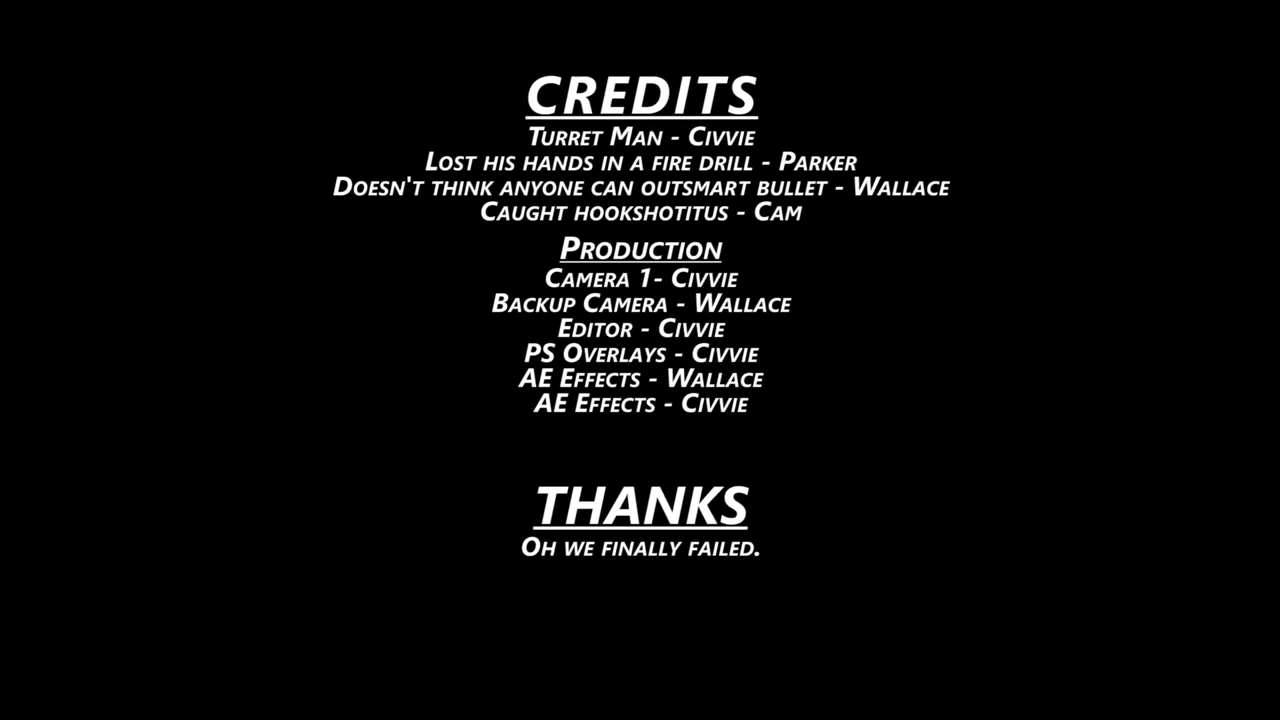 CREDITS
TURRET MAN - CIVVIE
LOST HIS HANDS IN A FIRE DRILL - PARKER
DOESN'T THINK ANYONE CAN OUTSMART BULLET - WALLACE
CAUGHT HOOKSHOTITUS - CAM
PRODUCTION
CAMERA 1- CIVVIE
BACKUP CAMERA - WALLACE
EDITOR - CIVVIE
PS OVERLAYS - CIVVIE
AE EFFECTS - WALLACE
AE EFFECTS - CIVVIE
THANKS
OH WE FINALLY FAILED.